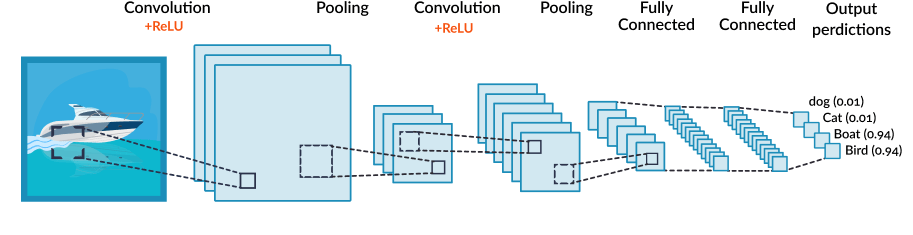 Convolution
+ReLU
Pooling
Convolution
+ReLU
Pooling
Fully
Connected
Fully
Connected
Output
perdictions
dog (0.01)
Cat (0.01)
Boat (0.94)
Bird (0.94)